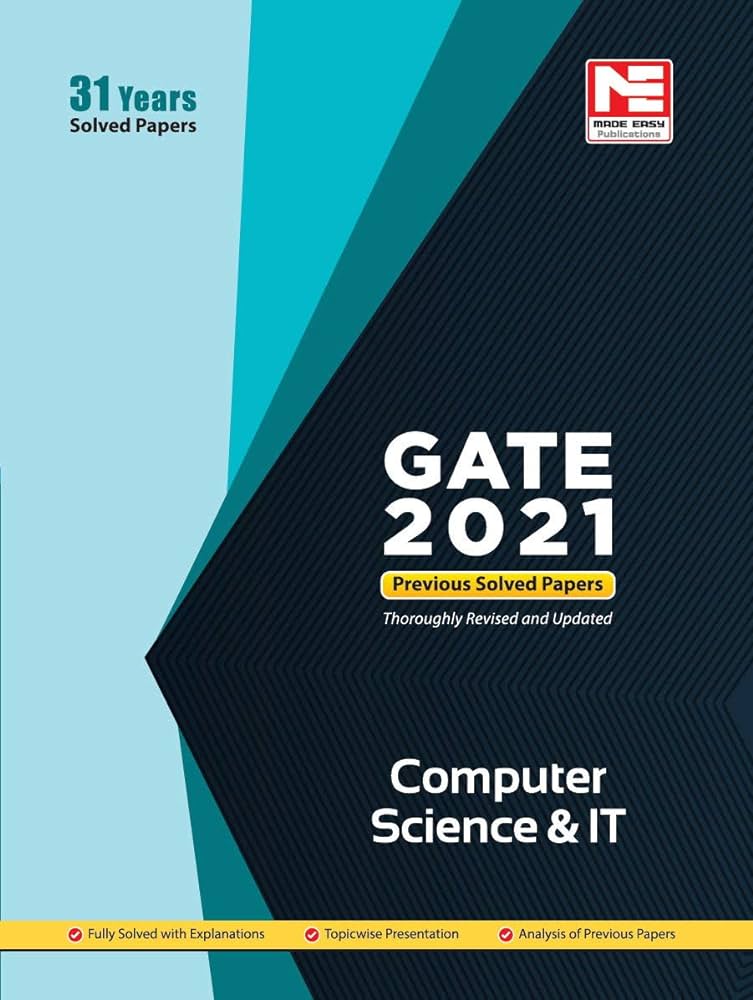 31 Years
Solved Papers
ME
MADE EASY
Publications
GATE
2021
Previous Solved Papers
Thoroughly Revised and Updated
Computer
Science & IT
Fully Solved with Explanations
Topicwise Presentation
Analysis of Previous Papers